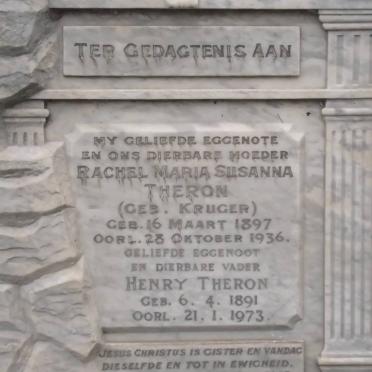 TER GEDAGTENIS AAN
MY GELIEFDE EGGENOTE
EN ONS DIERBARE MOEDER
RACHEL MARIA SUSANNA
THERON
(GEB. KRUGER)
GEB. 16 MAART 1897
OORL. 28 OKTOBER 1936.
GELIEFDE EGGENOOT
EN DIERBARE VADER
HENRY THERON
GEB. 6. 4. 1891
OORL. 21. 1. 1973.
JESUS CHRISTUS IS GISTER EN VANDAG
DIESELFDE EN TOT IN EWIGHEID.